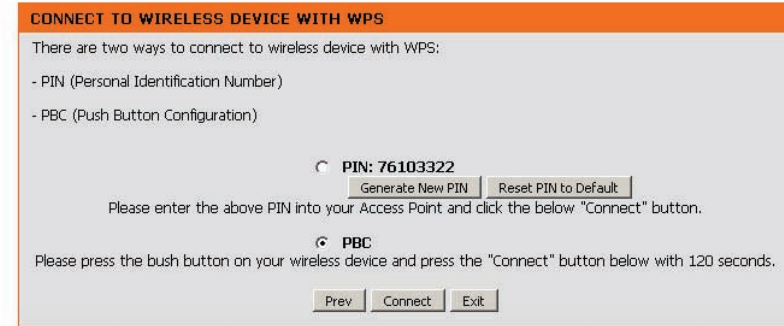 CONNECT TO WIRELESS DEVICE WITH WPS
There are two ways to connect to wireless device with WPS:
- PIN (Personal Identification Number)
- PBC (Push Button Configuration)
PIN: 76103322
Generate New PIN Reset PIN to Default
Please enter the above PIN into your Access Point and click the below "Connect" button.
PBC
Please press the bush button on your wireless device and press the "Connect" button below with 120 seconds.
Prev Connect Exit